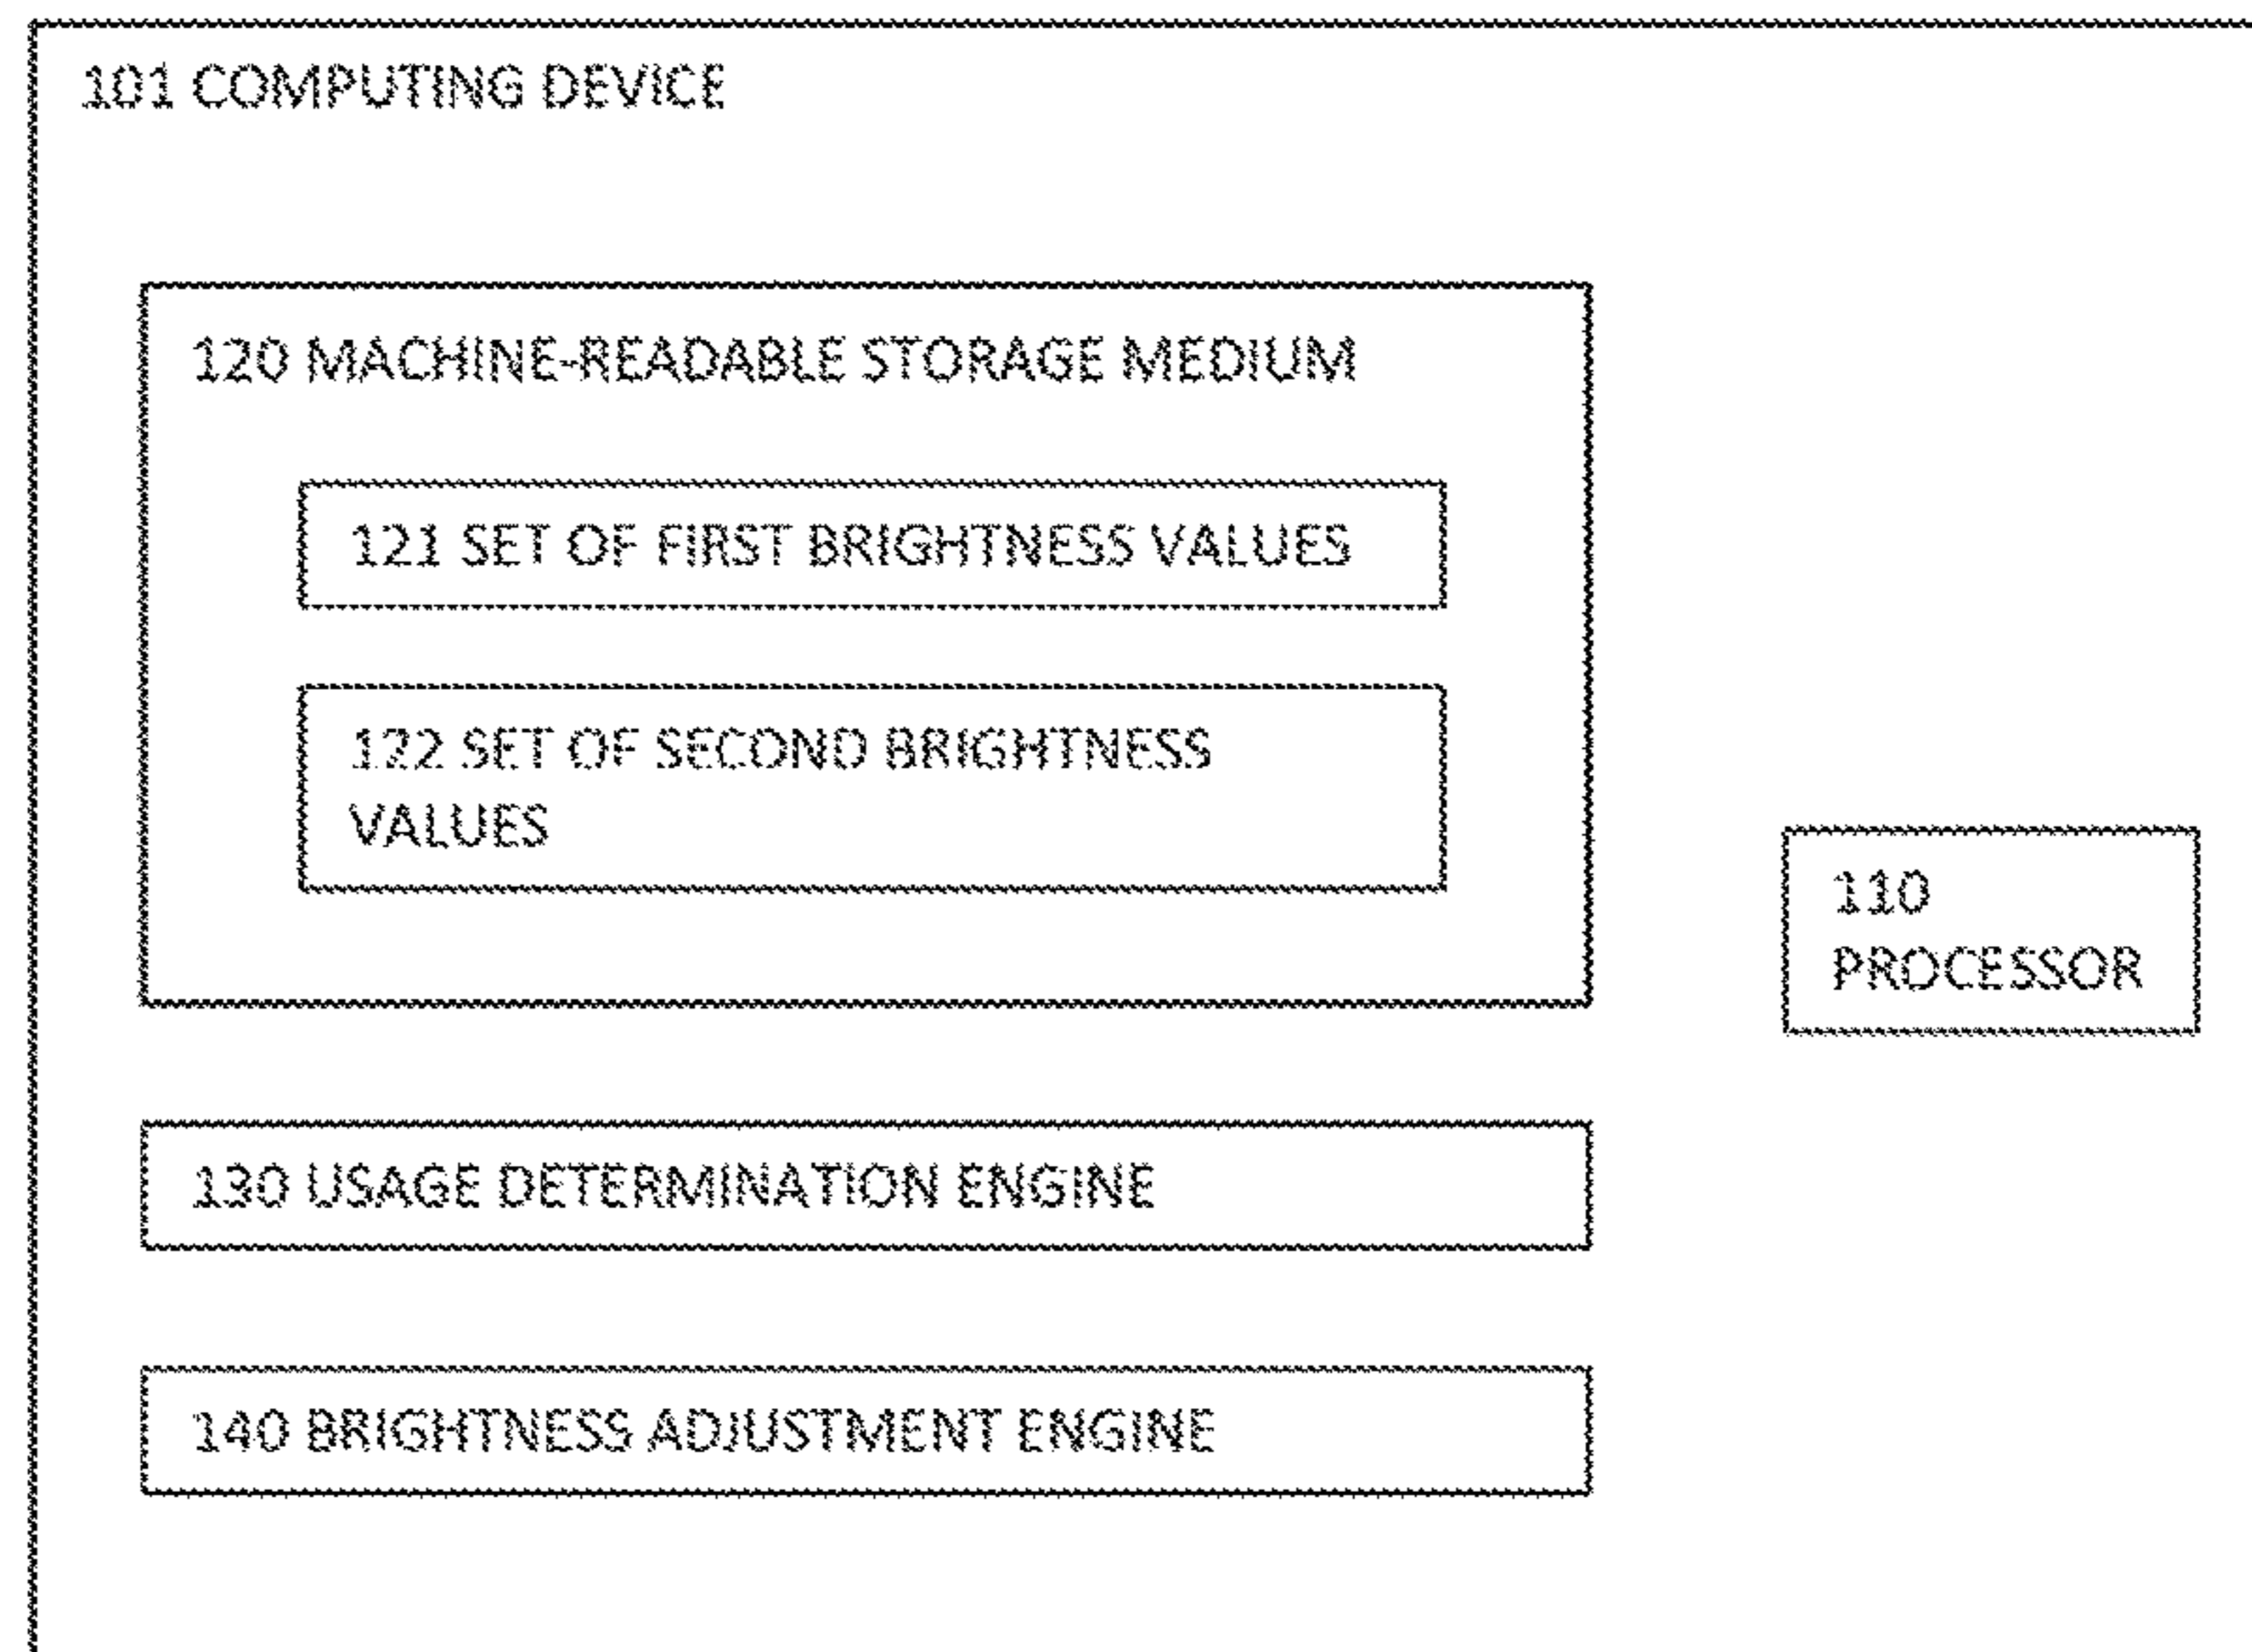 101 COMPUTING DEVICE
120 MACHINE-READABLE STORAGE MEDIUM
121 SET OF FIRST BRIGHTNESS VALUES
122 SET OF SECOND BRIGHTNESS
VALUES
110
PROCESSOR
130 USAGE DETERMINATION ENGINE
140 BRIGHTNESS ADJUSTMENT ENGINE